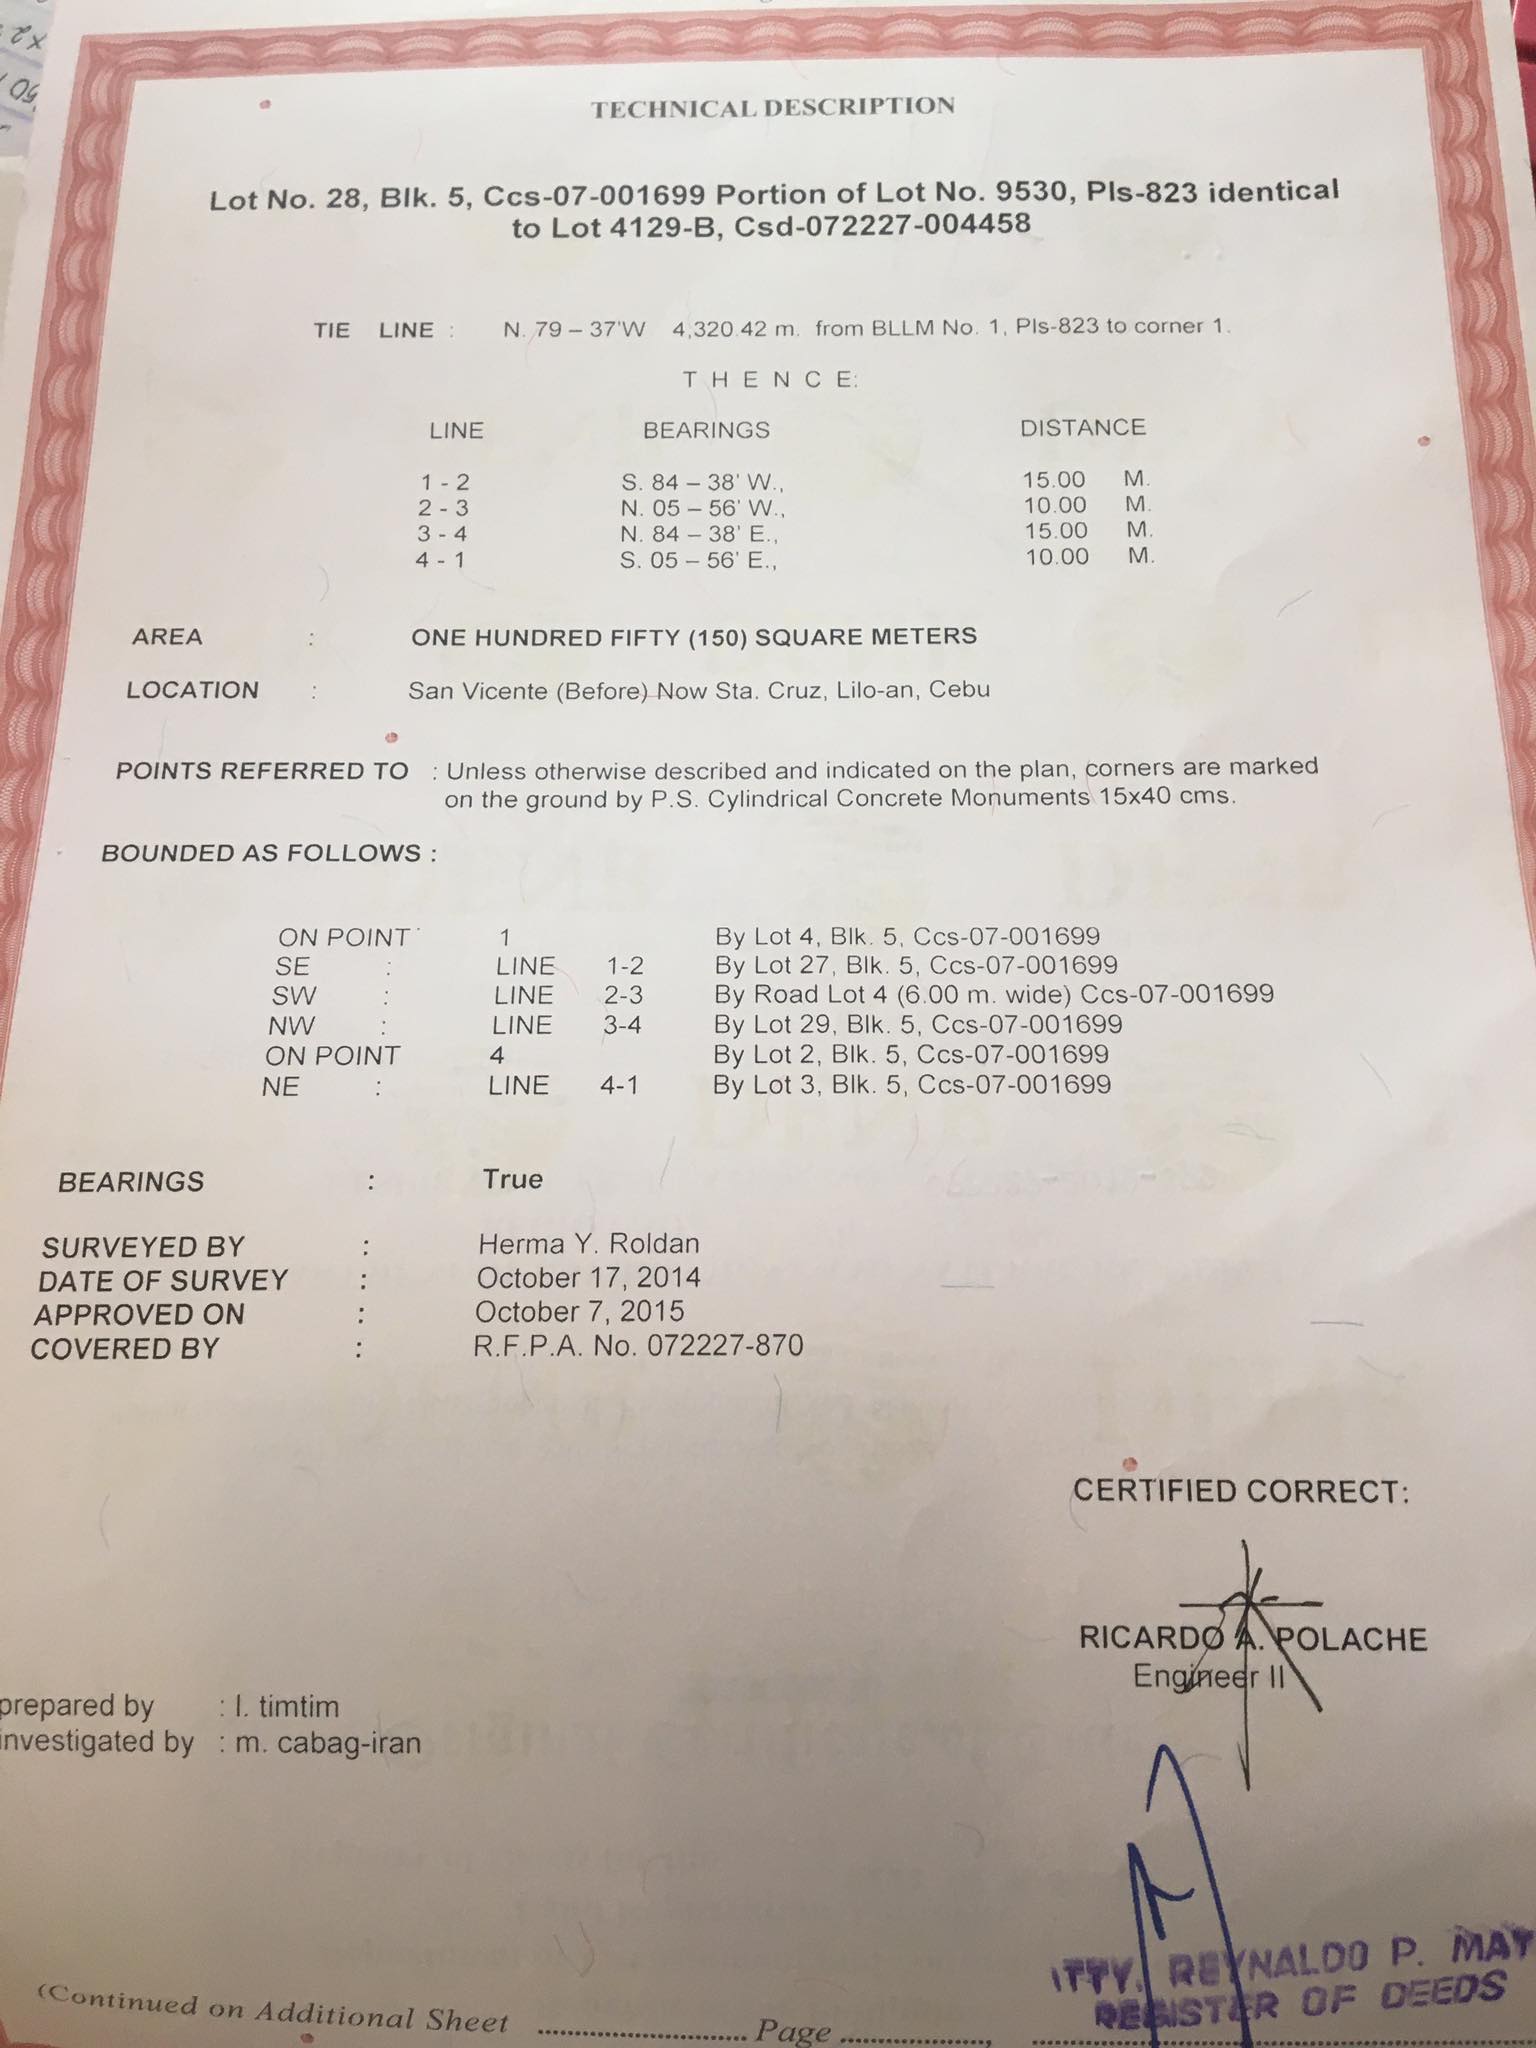 TECHNICAL DESCRIPTION
Lot No. 28, Blk. 5, Ccs-07-001699 Portion of Lot No. 9530, Pls-823 identical
to Lot 4129-B, Csd-072227-004458
TIE LINE : N. 79 – 37'W 4,320.42 m. from BLLM No. 1, Pls-823 to corner 1.
T H E N C E:
LINE BEARINGS DISTANCE
1 - 2 S. 84 – 38' W., 15.00 M.
2 - 3 N. 05 – 56' W., 10.00 M.
3 - 4 N. 84 – 38' E., 15.00 M.
4 - 1 S. 05 – 56' E., 10.00 M.
AREA : ONE HUNDRED FIFTY (150) SQUARE METERS
LOCATION : San Vicente (Before) Now Sta. Cruz, Lilo-an, Cebu
POINTS REFERRED TO : Unless otherwise described and indicated on the plan, corners are marked
on the ground by P.S. Cylindrical Concrete Monuments 15x40 cms.
BOUNDED AS FOLLOWS :
ON POINT 1 By Lot 4, Blk. 5, Ccs-07-001699
SE : LINE 1-2 By Lot 27, Blk. 5, Ccs-07-001699
SW : LINE 2-3 By Road Lot 4 (6.00 m. wide) Ccs-07-001699
NW : LINE 3-4 By Lot 29, Blk. 5, Ccs-07-001699
ON POINT 4 By Lot 2, Blk. 5, Ccs-07-001699
NE : LINE 4-1 By Lot 3, Blk. 5, Ccs-07-001699
BEARINGS : True
SURVEYED BY : Herma Y. Roldan
DATE OF SURVEY : October 17, 2014
APPROVED ON : October 7, 2015
COVERED BY : R.F.P.A. No. 072227-870
CERTIFIED CORRECT:
RICARDO A. POLACHE
Engineer II
prepared by : l. timtim
investigated by : m. cabag-iran
ATTY. REYNALDO P. MAT
REGISTER OF DEEDS
(Continued on Additional Sheet .......................... Page ..................,